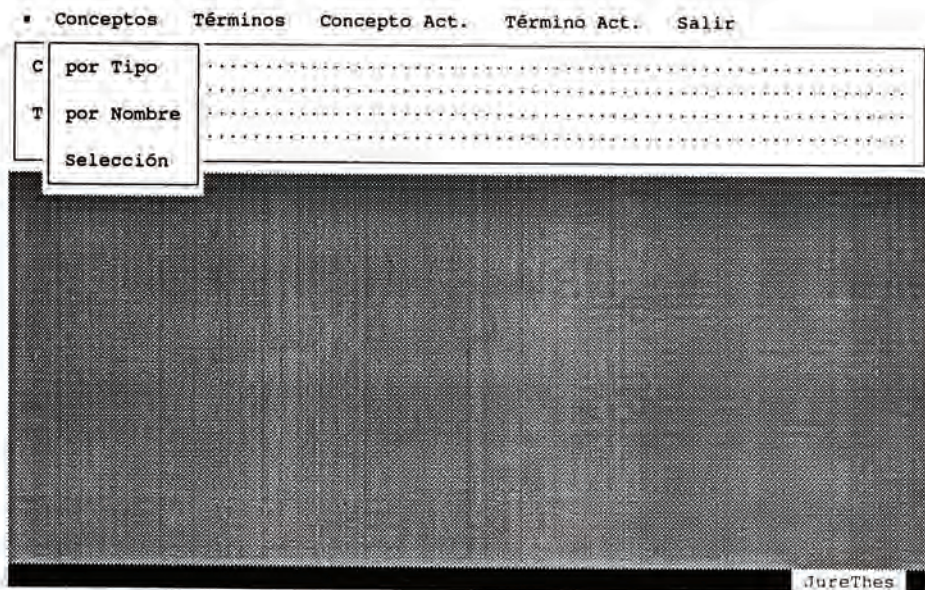 ▪ Conceptos Términos Concepto Act. Término Act. Salir
C por Tipo
T por Nombre
Selección
JureThes